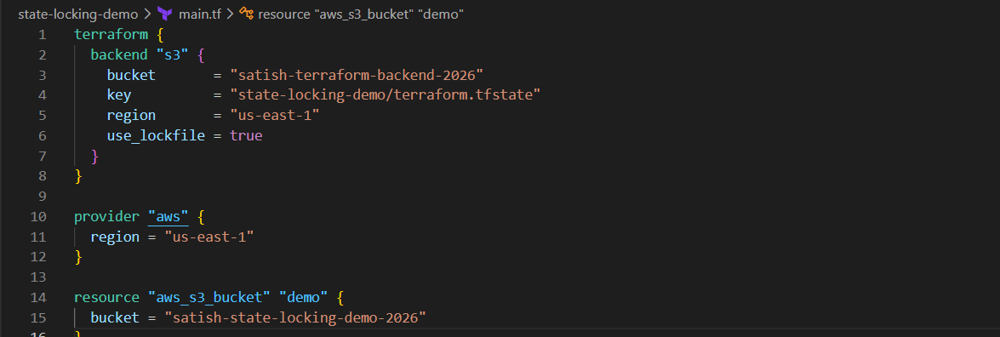 state-locking-demo > main.tf > resource "aws_s3_bucket" "demo"
1 terraform {
2   backend "s3" {
3     bucket       = "satish-terraform-backend-2026"
4     key          = "state-locking-demo/terraform.tfstate"
5     region       = "us-east-1"
6     use_lockfile = true
7   }
8 }
9
10 provider "aws" {
11   region = "us-east-1"
12 }
13
14 resource "aws_s3_bucket" "demo" {
15   bucket = "satish-state-locking-demo-2026"
16 }